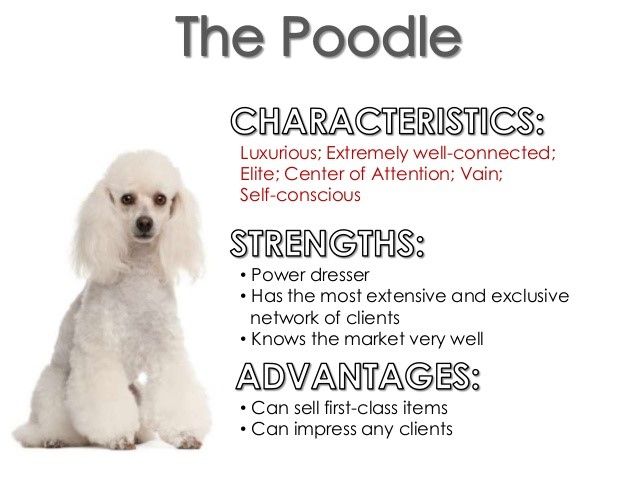 The Poodle
CHARACTERISTICS:
Luxurious; Extremely well-connected;
Elite; Center of Attention; Vain;
Self-conscious
STRENGTHS:
• Power dresser
• Has the most extensive and exclusive
network of clients
• Knows the market very well
ADVANTAGES:
• Can sell first-class items
• Can impress any clients